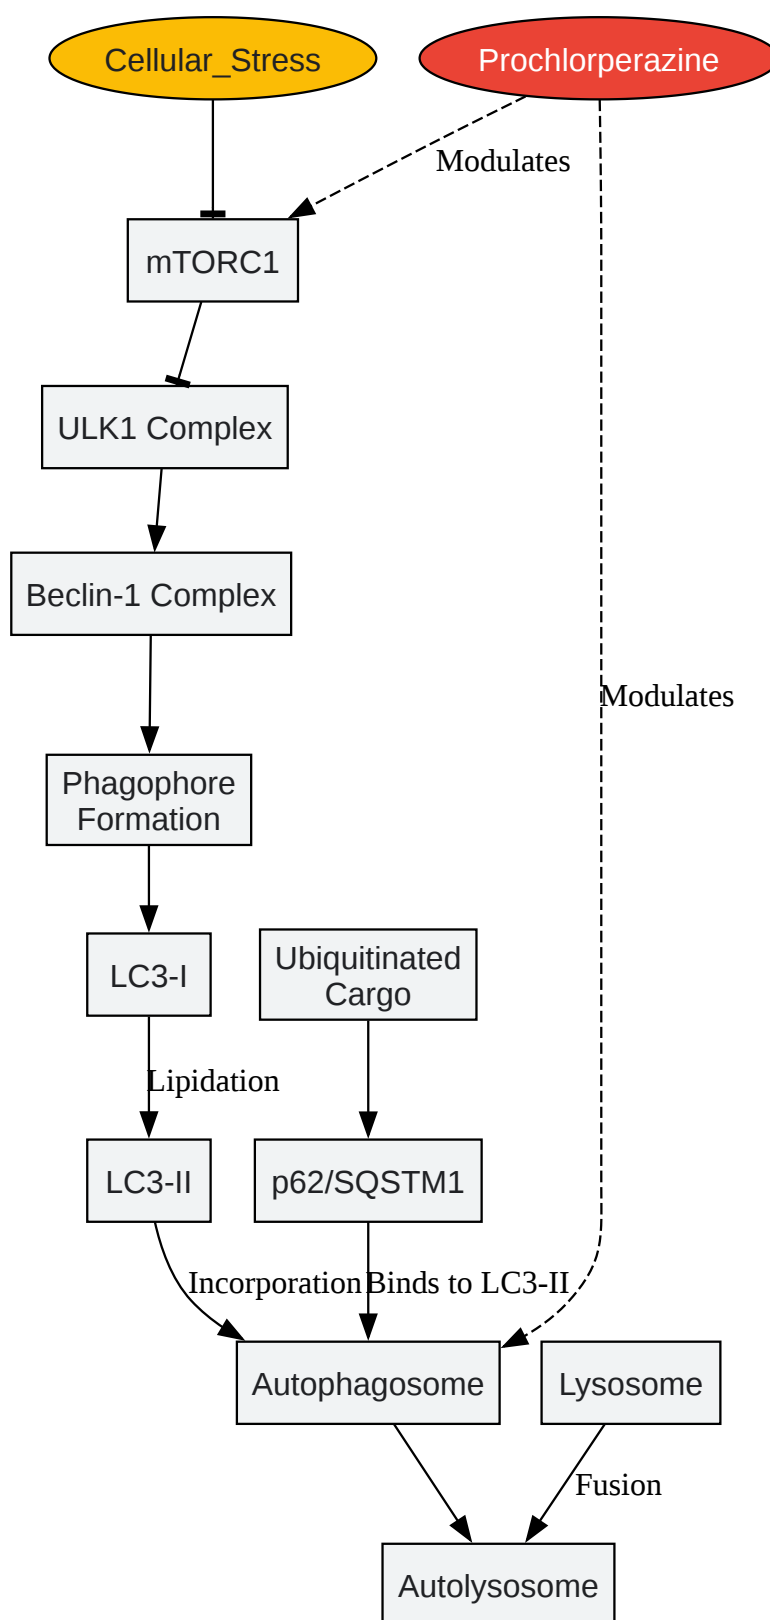 Cellular_Stress
Prochlorperazine
Modulates
mTORC1
ULK1 Complex
Beclin-1 Complex
Modulates
Phagophore
Formation
LC3-I
Ubiquitinated
Cargo
Lipidation
LC3-II
p62/SQSTM1
Incorporation
Binds to LC3-II
Autophagosome
Lysosome
Fusion
Autolysosome